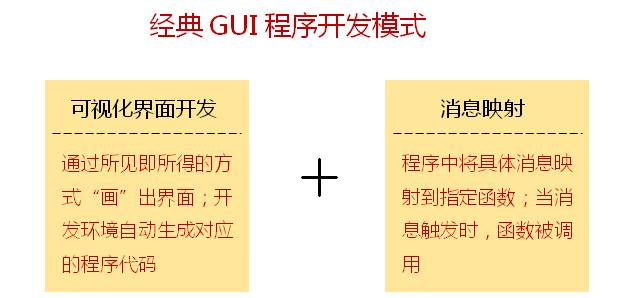 经典 GUI 程序开发模式
可视化界面开发
通过所见即所得的方
式“画”出界面；开
发环境自动生成对应
的程序代码
+
消息映射
程序中将具体消息映
射到指定函数；当消
息触发时，函数被调
用